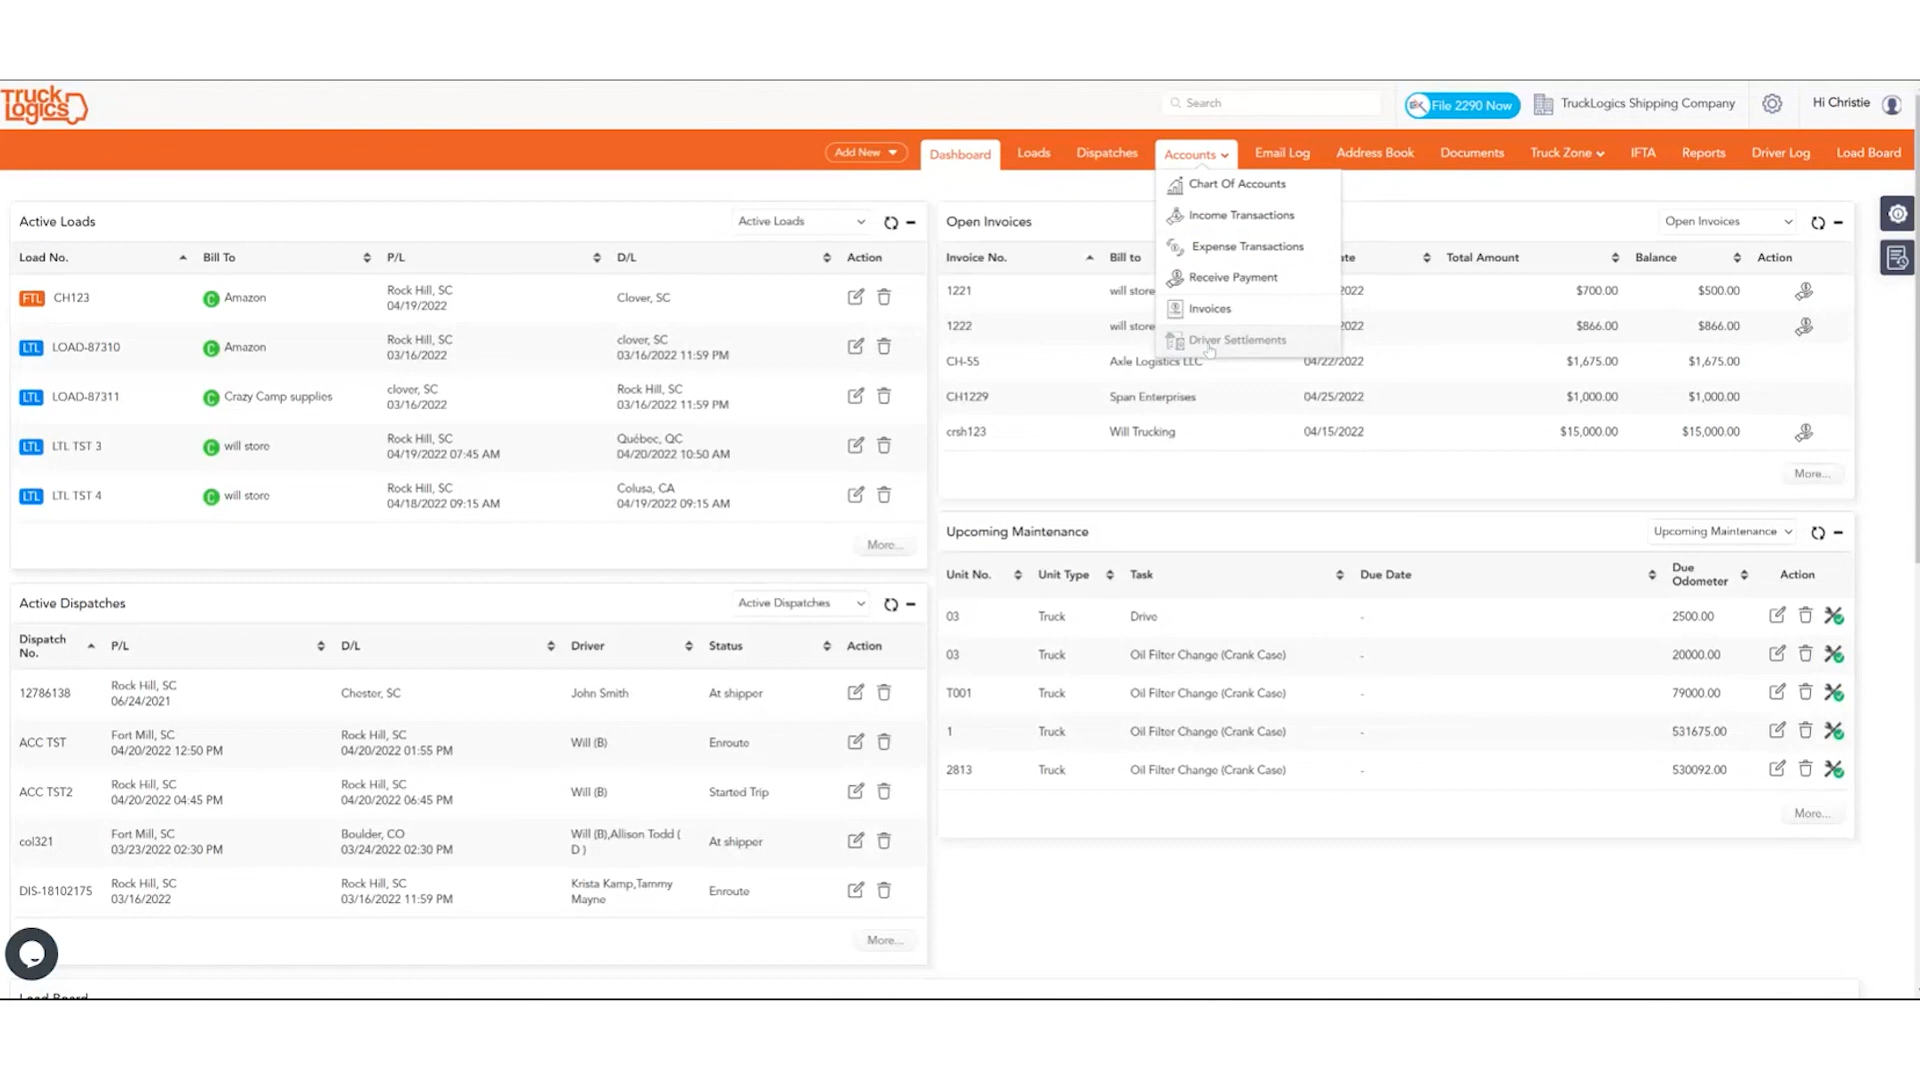 TRUCK
LOGICS
Search
File 2290 Now
TruckLogics Shipping Company
Hi Christie
Add New
Dashboard
Loads
Dispatches
Accounts
Email Log
Address Book
Documents
Truck Zone
IFTA
Reports
Driver Log
Load Board
Chart Of Accounts
Income Transactions
Expense Transactions
Receive Payment
Invoices
Driver Settlements
Active Loads
Active Loads
Load No. Bill To P/L D/L Action
FTL CH123 C Amazon Rock Hill, SC Clover, SC
04/19/2022
LTL LOAD-87310 C Amazon Rock Hill, SC clover, SC
03/16/2022 03/16/2022 11:59 PM
LTL LOAD-87311 C Crazy Camp supplies clover, SC Rock Hill, SC
03/16/2022 03/16/2022 11:59 PM
LTL LTL TST 3 C will store Rock Hill, SC Québec, QC
04/19/2022 07:45 AM 04/20/2022 10:50 AM
LTL LTL TST 4 C will store Rock Hill, SC Colusa, CA
04/18/2022 09:15 AM 04/19/2022 09:15 AM
More...
Open Invoices
Open Invoices
Invoice No. Bill to Total Amount Balance Action
1221 will store 2022 $700.00 $500.00
1222 will store 2022 $866.00 $866.00
CH-55 Axle Logistics LLC 04/22/2022 $1,675.00 $1,675.00
CH1229 Span Enterprises 04/25/2022 $1,000.00 $1,000.00
crsh123 Will Trucking 04/15/2022 $15,000.00 $15,000.00
More...
Active Dispatches
Active Dispatches
Dispatch
No. P/L D/L Driver Status Action
12786138 Rock Hill, SC Chester, SC John Smith At shipper
06/24/2021
ACC TST Fort Mill, SC Rock Hill, SC Will (B) Enroute
04/20/2022 12:50 PM 04/20/2022 01:55 PM
ACC TST2 Rock Hill, SC Rock Hill, SC Will (B) Started Trip
04/20/2022 04:45 PM 04/20/2022 06:45 PM
col321 Fort Mill, SC Boulder, CO Will (B),Allison Todd ( At shipper
03/23/2022 02:30 PM 03/24/2022 02:30 PM D )
DIS-18102175 Rock Hill, SC Rock Hill, SC Krista Kamp,Tammy Enroute
03/16/2022 03/16/2022 11:59 PM Mayne
More...
Upcoming Maintenance
Upcoming Maintenance
Unit No. Unit Type Task Due Date Due
Odometer Action
03 Truck Drive - 2500.00
03 Truck Oil Filter Change (Crank Case) - 20000.00
T001 Truck Oil Filter Change (Crank Case) - 79000.00
1 Truck Oil Filter Change (Crank Case) - 531675.00
2813 Truck Oil Filter Change (Crank Case) - 530092.00
More...
Load Board